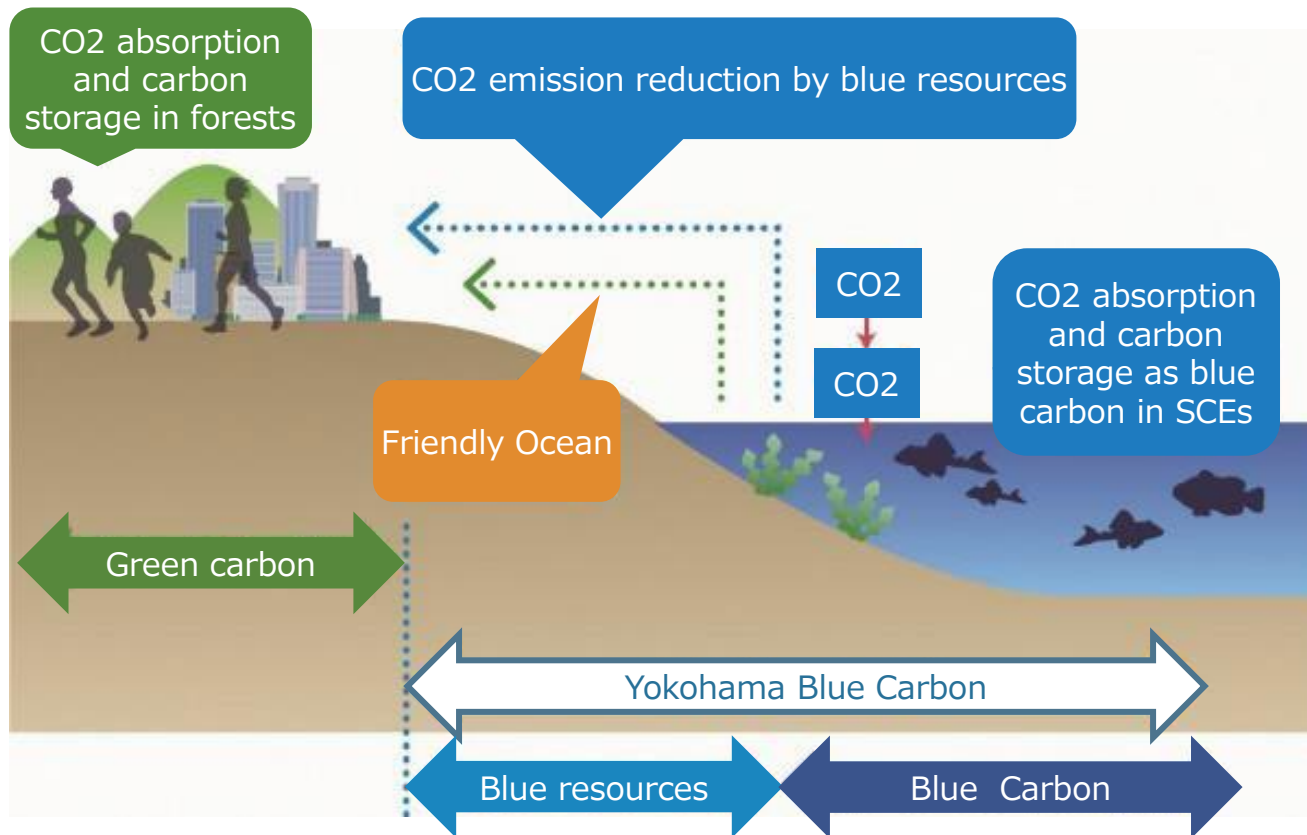 CO2 absorption
and carbon
storage in forests
CO2 emission reduction by blue resources
CO2
CO2
CO2 absorption
and carbon
storage as blue
carbon in SCEs
Friendly Ocean
Green carbon
Yokohama Blue Carbon
Blue resources
Blue Carbon